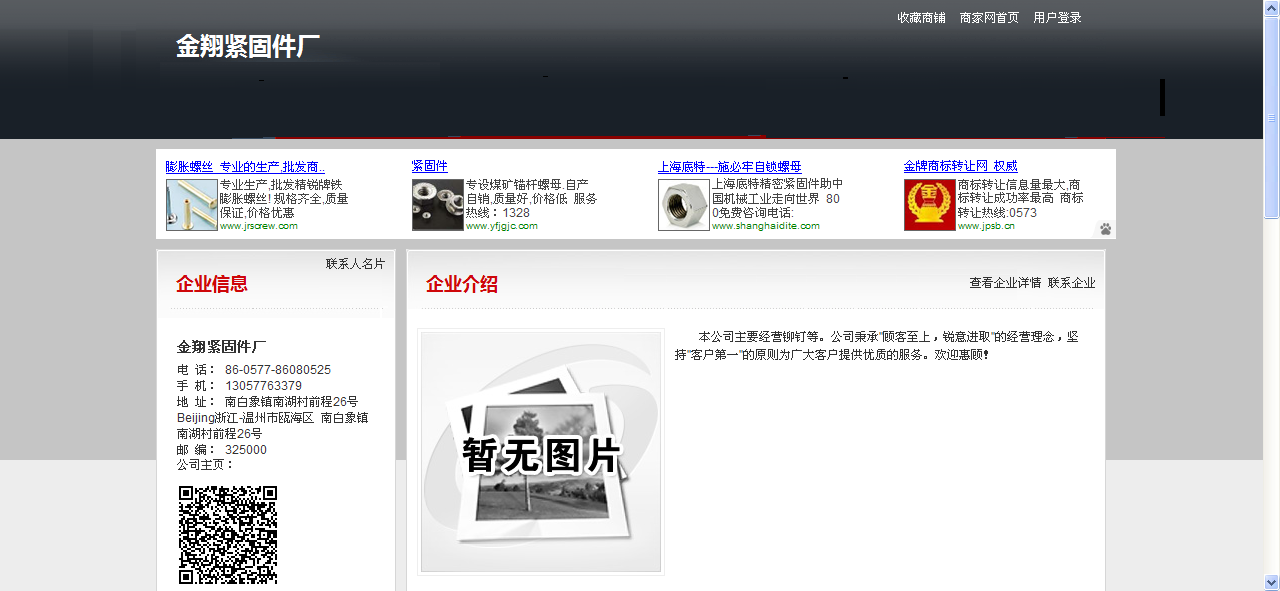 收藏商铺 商家网首页 用户登录
金翔紧固件厂
膨胀螺丝 专业的生产,批发商..
专业生产,批发精锐牌铁
膨胀螺丝! 规格齐全,质量
保证,价格优惠
www.jrscrew.com
紧固件
专设煤矿锚杆螺母.自产
自销,质量好,价格低 服务
热线：1328
www.yfjgjc.com
上海底特---施必牢自锁螺母
上海底特精密紧固件助中
国机械工业走向世界 80
0免费咨询电话:
www.shanghaidite.com
金牌商标转让网 权威
商标转让信息量最大,商
标转让成功率最高 商标
转让热线:0573
www.jpsb.cn
联系人名片
企业信息
金翔紧固件厂
电 话： 86-0577-86080525
手 机： 13057763379
地 址： 南白象镇南湖村前程26号
Beijing浙江-温州市瓯海区 南白象镇
南湖村前程26号
邮 编： 325000
公司主页：
企业介绍
查看企业详情 联系企业
暂无图片
本公司主要经营铆钉等。公司秉承"顾客至上，锐意进取"的经营理念，坚
持"客户第一"的原则为广大客户提供优质的服务。欢迎惠顾！